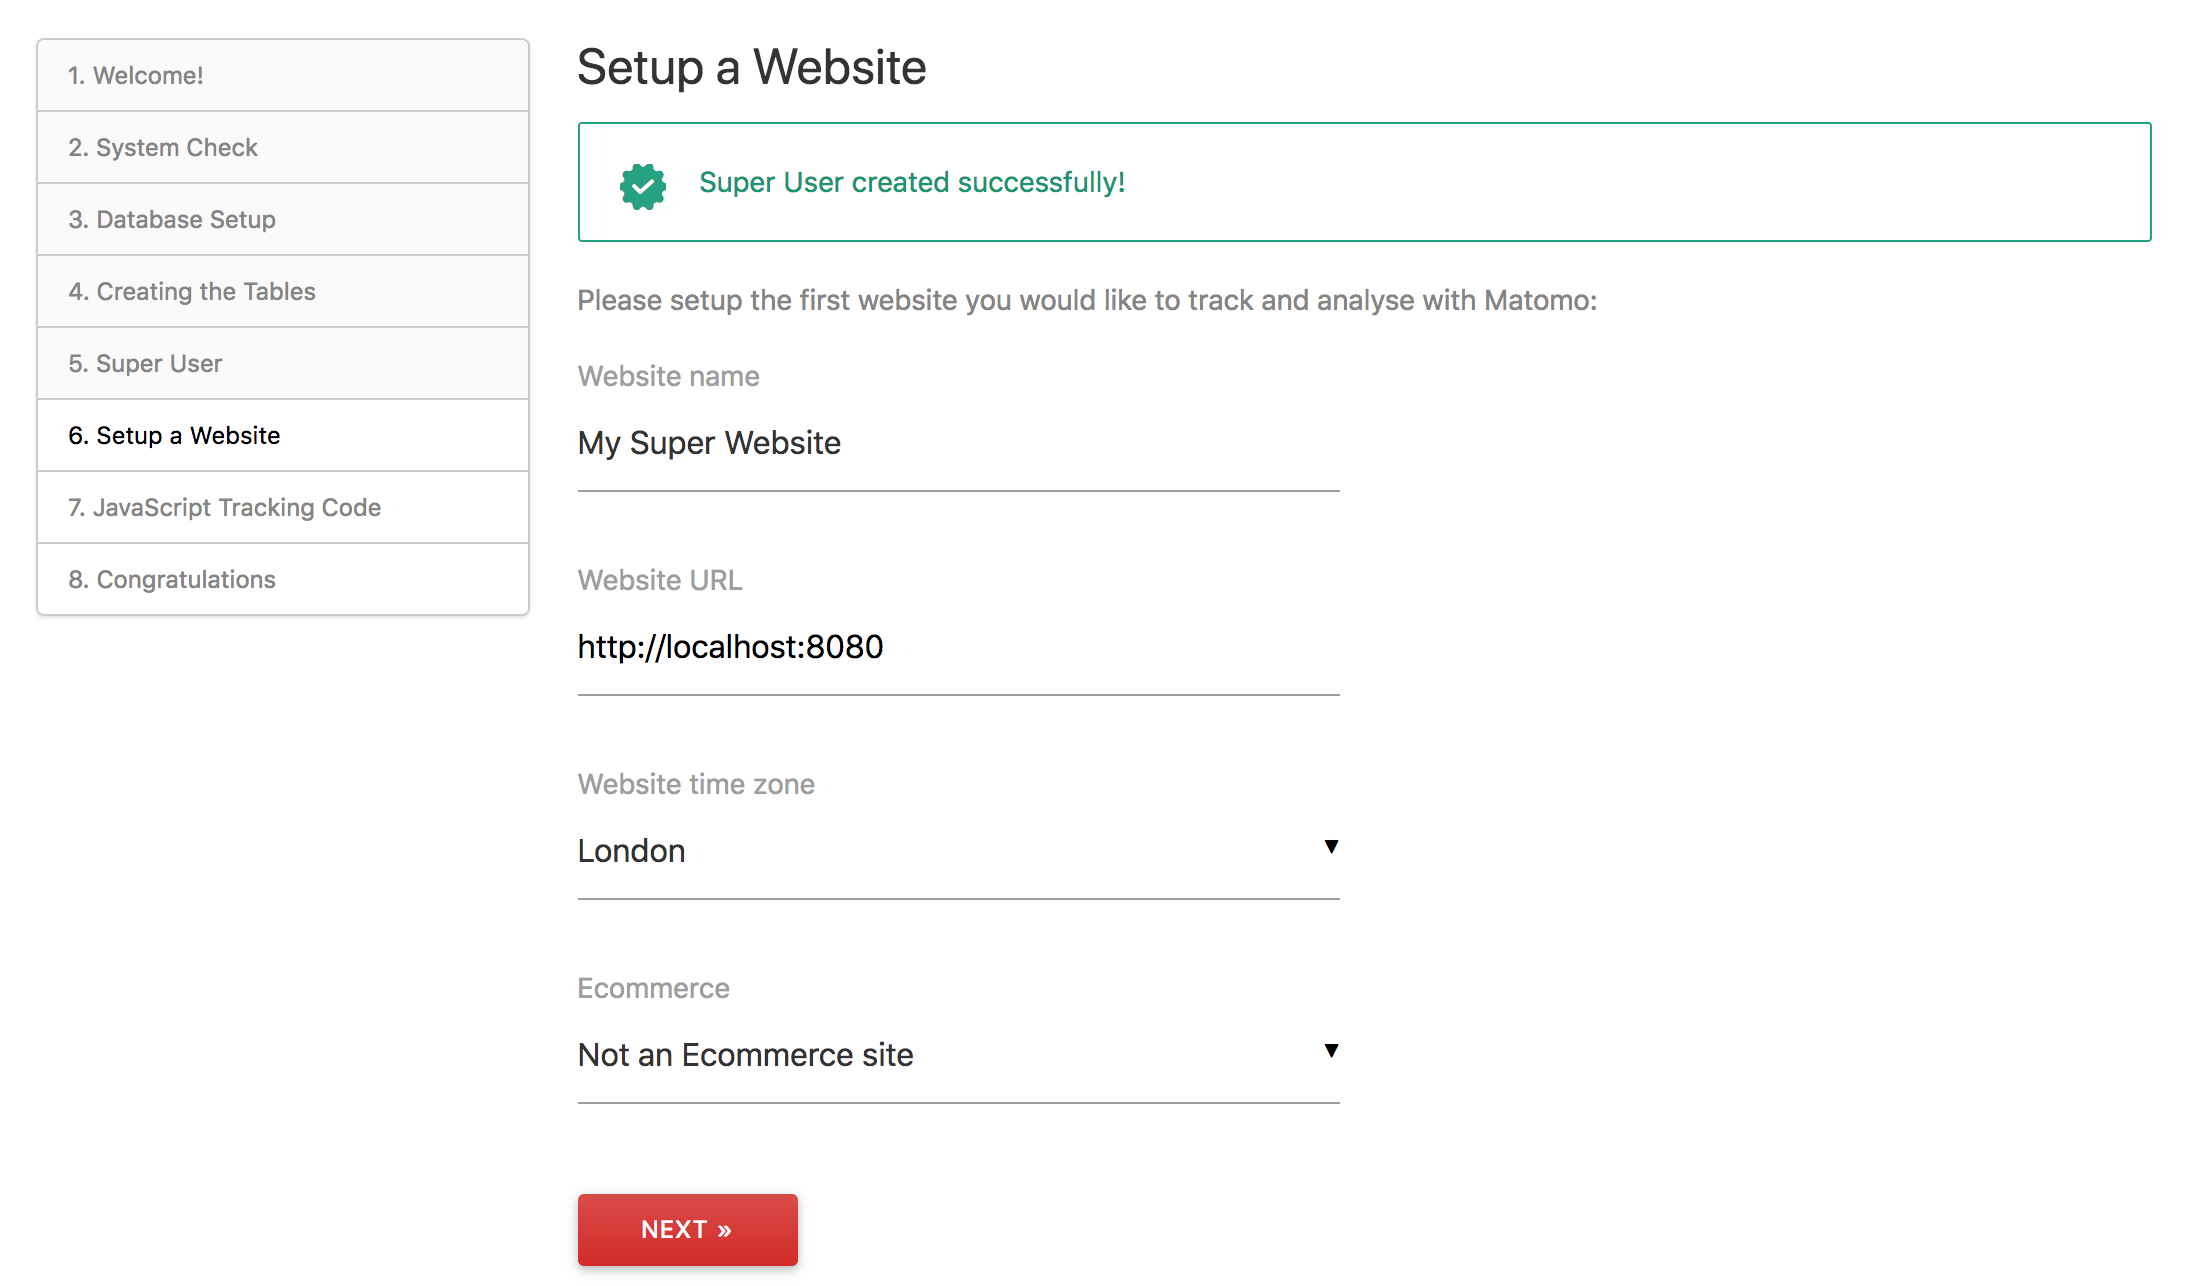 1. Welcome!
2. System Check
3. Database Setup
4. Creating the Tables
5. Super User
6. Setup a Website
7. JavaScript Tracking Code
8. Congratulations
Setup a Website
Super User created successfully!
Please setup the first website you would like to track and analyse with Matomo:
Website name
My Super Website
Website URL
http://localhost:8080
Website time zone
London
Ecommerce
Not an Ecommerce site
NEXT »